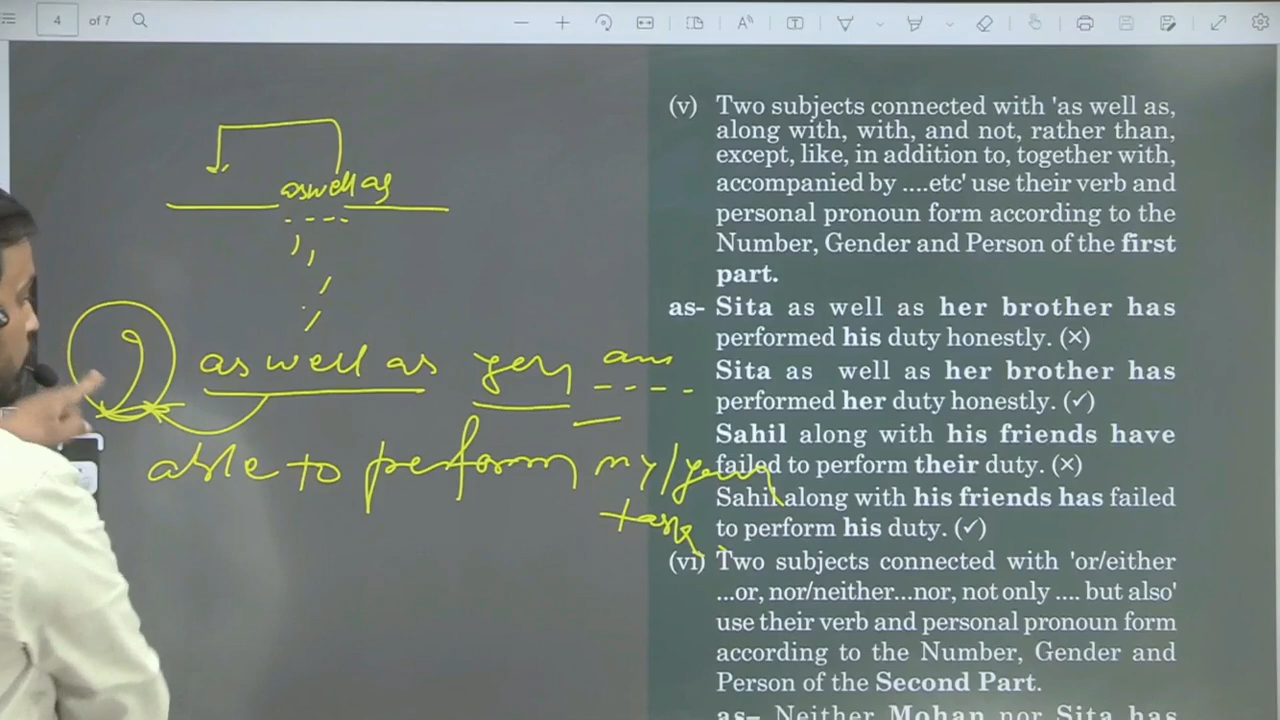 4 of 7
as well as
I as well as you am
able to perform my/your
task
(v) Two subjects connected with 'as well as,
along with, with, and not, rather than,
except, like, in addition to, together with,
accompanied by ....etc' use their verb and
personal pronoun form according to the
Number, Gender and Person of the first
part.
as- Sita as well as her brother has
performed his duty honestly. (×)
Sita as well as her brother has
performed her duty honestly. (✓)
Sahil along with his friends have
failed to perform their duty. (×)
Sahil along with his friends has failed
to perform his duty. (✓)
(vi) Two subjects connected with 'or/either
...or, nor/neither...nor, not only .... but also'
use their verb and personal pronoun form
according to the Number, Gender and
Person of the Second Part.
as– Neither Mohan nor Sita has